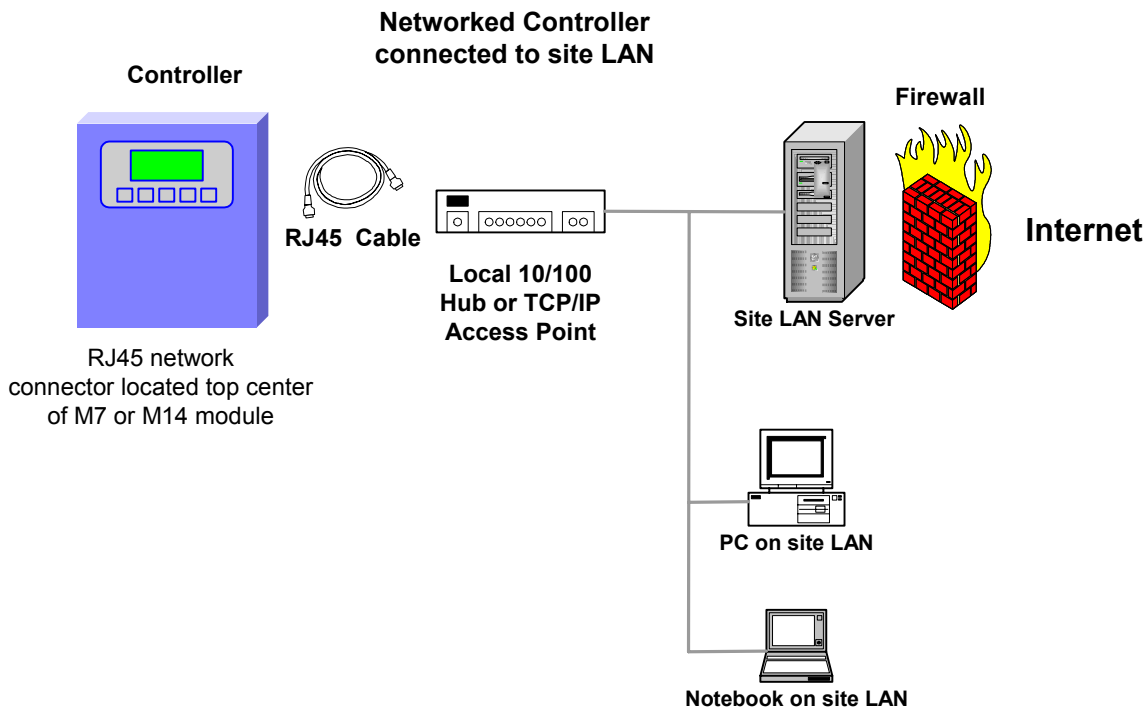 Networked Controller
connected to site LAN
Controller
Firewall
RJ45 Cable
Internet
Local 10/100
Hub or TCP/IP
Access Point
Site LAN Server
RJ45 network
connector located top center
of M7 or M14 module
PC on site LAN
Notebook on site LAN